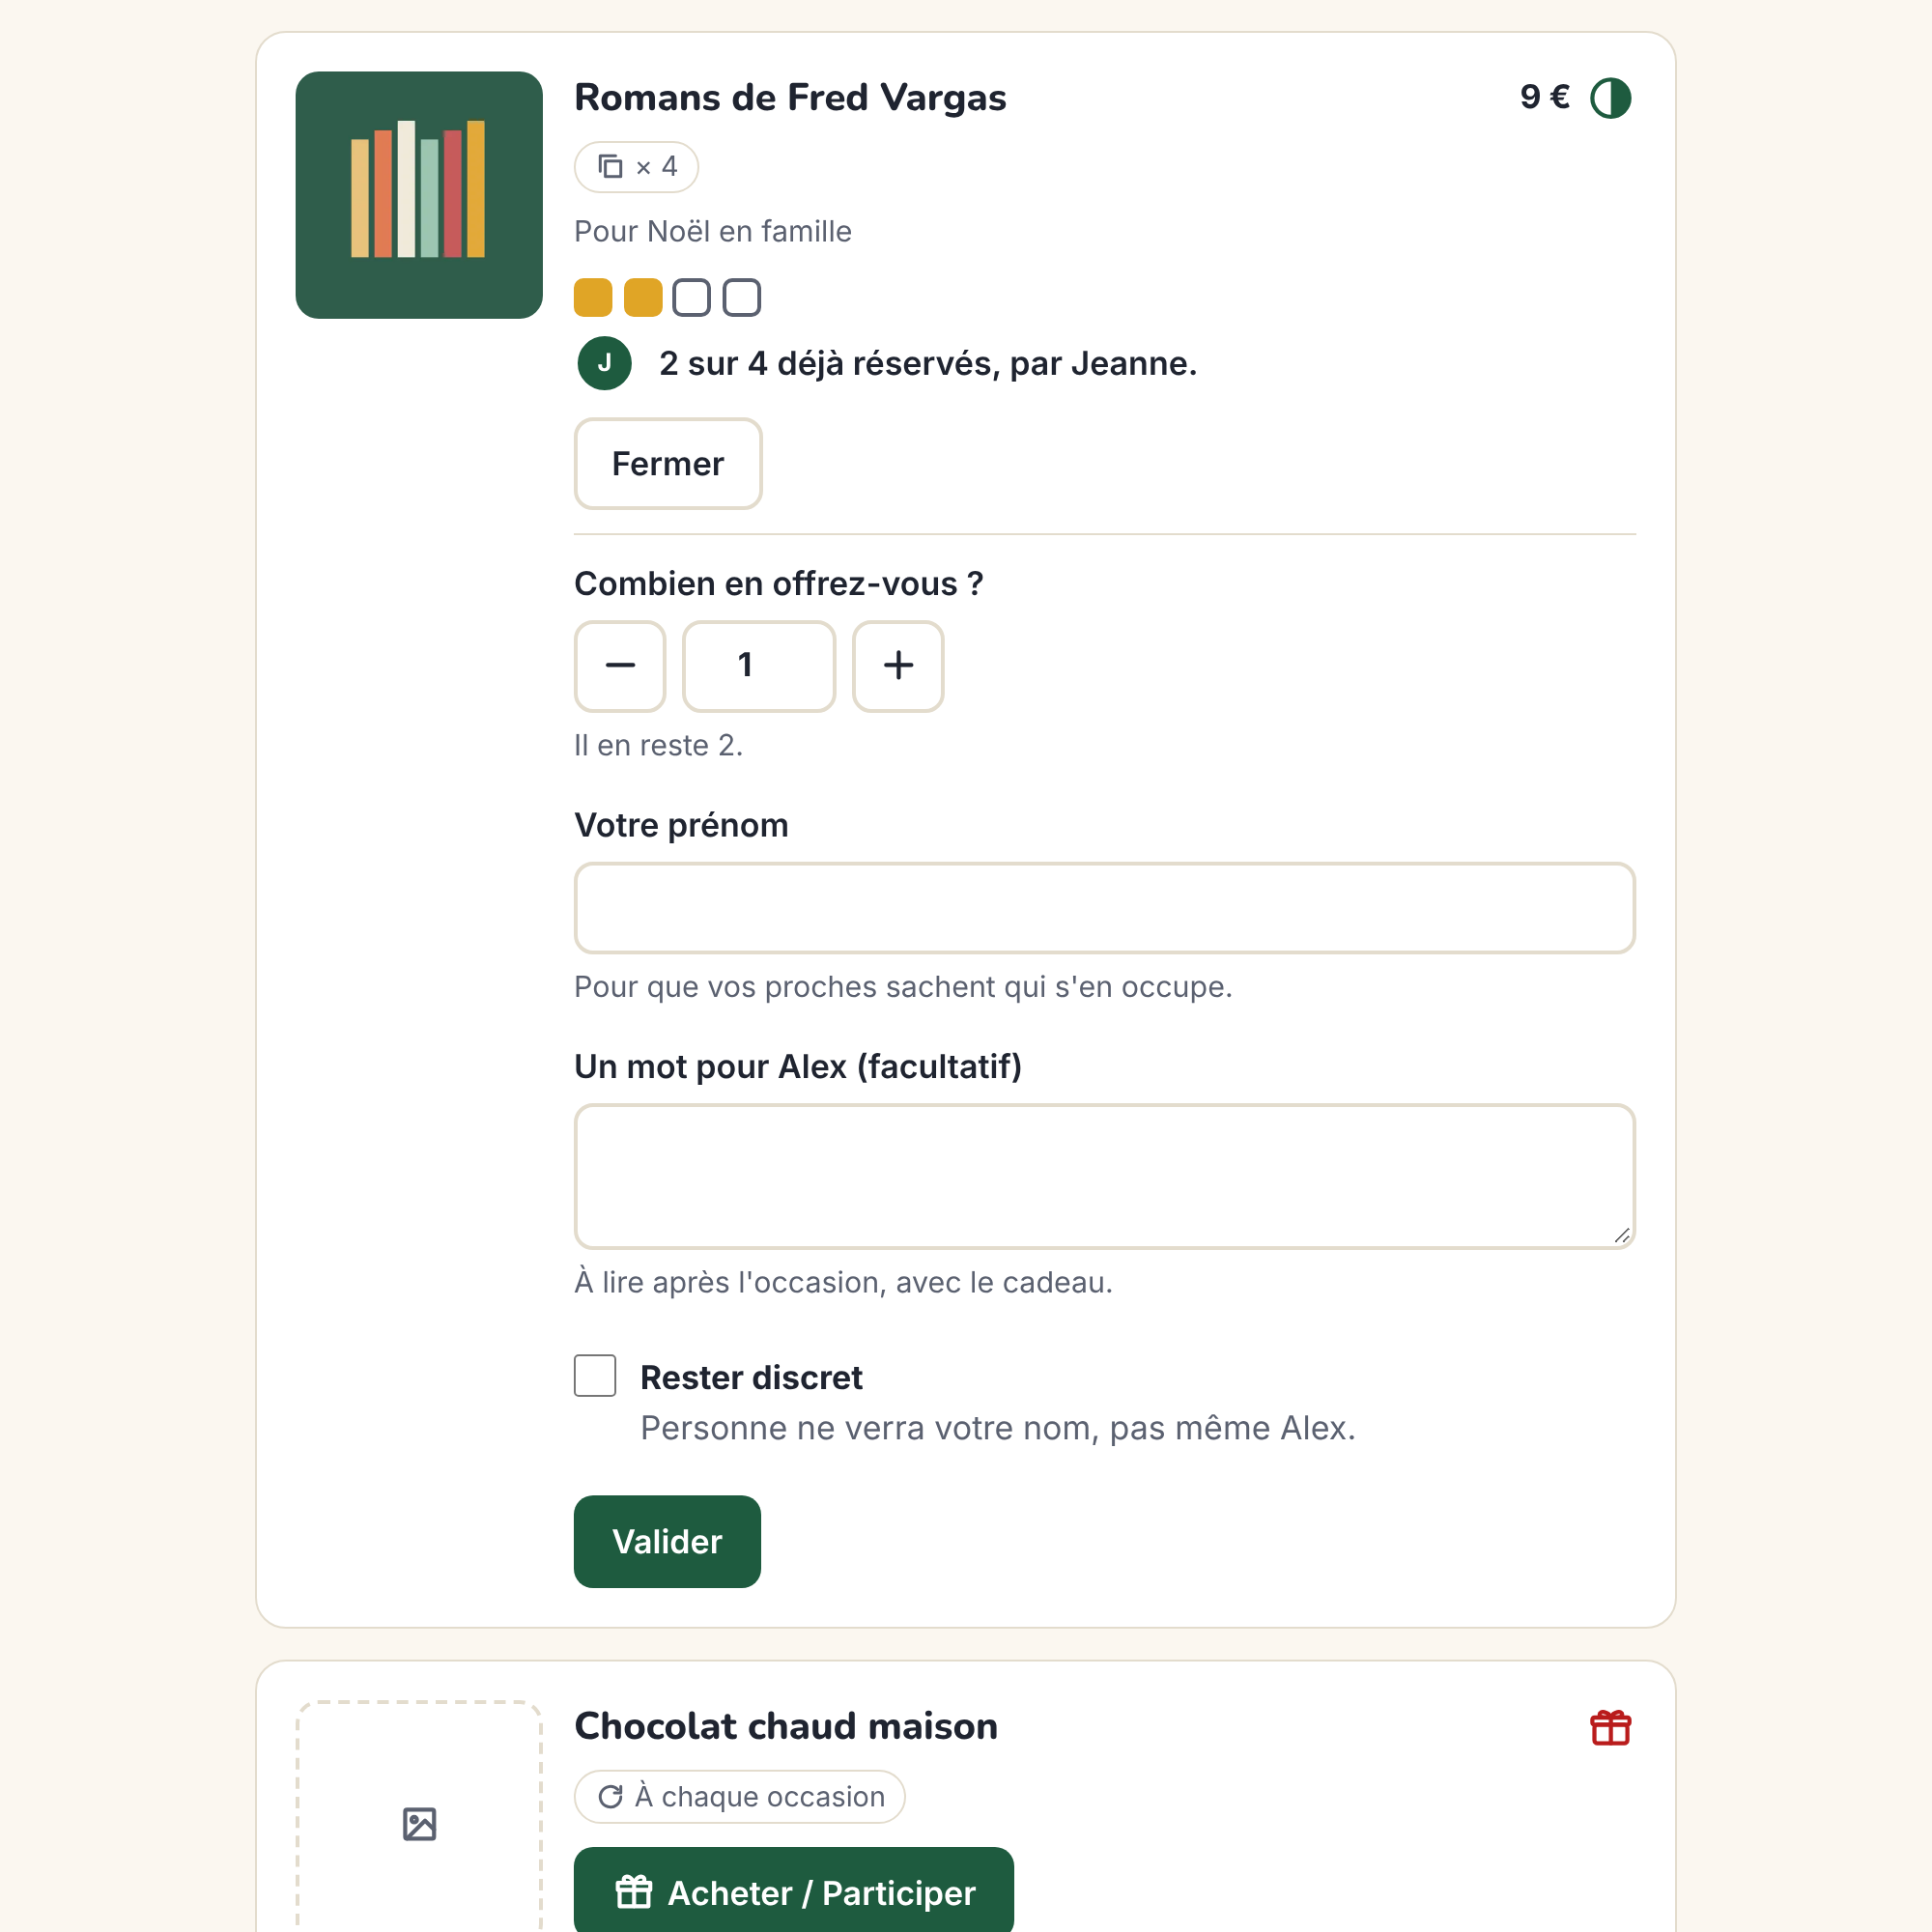 Romans de Fred Vargas
9 €
× 4
Pour Noël en famille
J
2 sur 4 déjà réservés, par Jeanne.
Fermer
Combien en offrez-vous ?
1
Il en reste 2.
Votre prénom
Pour que vos proches sachent qui s'en occupe.
Un mot pour Alex (facultatif)
À lire après l'occasion, avec le cadeau.
Rester discret
Personne ne verra votre nom, pas même Alex.
Valider
Chocolat chaud maison
À chaque occasion
Acheter / Participer